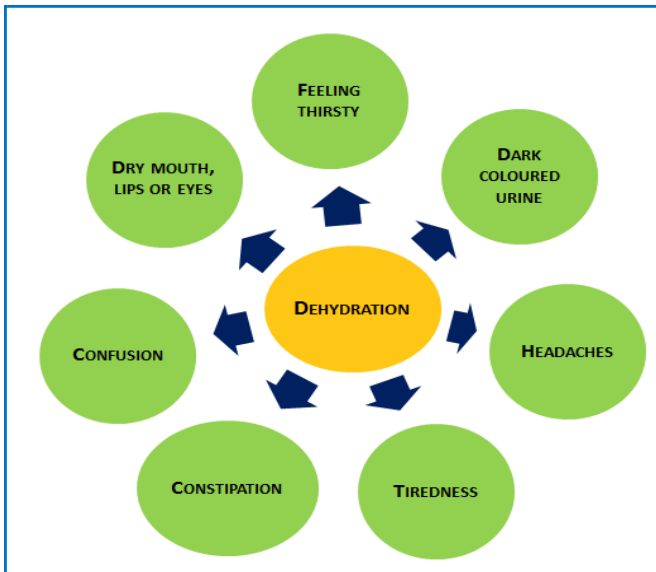 FEELING
THIRSTY
DARK
COLOURED
URINE
HEADACHES
TIREDNESS
CONSTIPATION
CONFUSION
DRY MOUTH,
LIPS OR EYES
DEHYDRATION